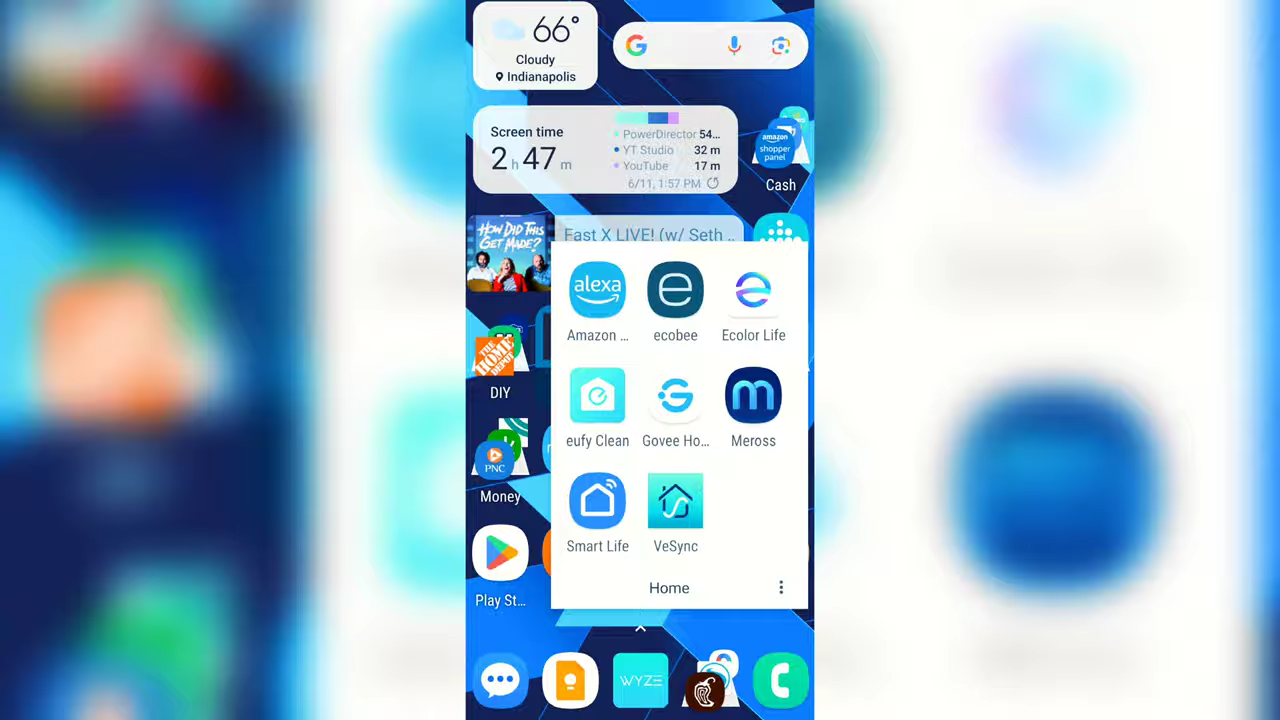 66°
Cloudy
Indianapolis
Screen time
2 h 47 m
PowerDirector 54...
YT Studio 32 m
YouTube 17 m
6/11, 1:57 PM
amazon
shopper
panel
Cash
HOW DID THIS
GET MADE?
Fast X LIVE! (w/ Seth ..
alexa
Amazon ...
ecobee
Ecolor Life
THE
HOME
DEPOT
DIY
eufy Clean
Govee Ho...
m
Meross
PNC
Money
Smart Life
VeSync
Play St...
Home
WYZE